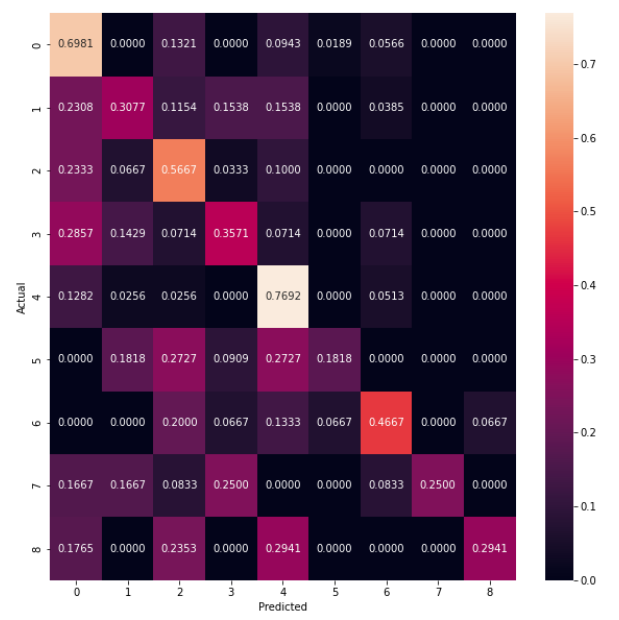 0 0.6981 0.0000 0.1321 0.0000 0.0943 0.0189 0.0566 0.0000 0.0000
1 0.2308 0.3077 0.1154 0.1538 0.1538 0.0000 0.0385 0.0000 0.0000
2 0.2333 0.0667 0.5667 0.0333 0.1000 0.0000 0.0000 0.0000 0.0000
3 0.2857 0.1429 0.0714 0.3571 0.0714 0.0000 0.0714 0.0000 0.0000
4 0.1282 0.0256 0.0256 0.0000 0.7692 0.0000 0.0513 0.0000 0.0000
5 0.0000 0.1818 0.2727 0.0909 0.2727 0.1818 0.0000 0.0000 0.0000
6 0.0000 0.0000 0.2000 0.0667 0.1333 0.0667 0.4667 0.0000 0.0667
7 0.1667 0.1667 0.0833 0.2500 0.0000 0.0000 0.0833 0.2500 0.0000
8 0.1765 0.0000 0.2353 0.0000 0.2941 0.0000 0.0000 0.0000 0.2941
0 1 2 3 4 5 6 7 8
Predicted
Actual
0.7
0.6
0.5
0.4
0.3
0.2
0.1
0.0